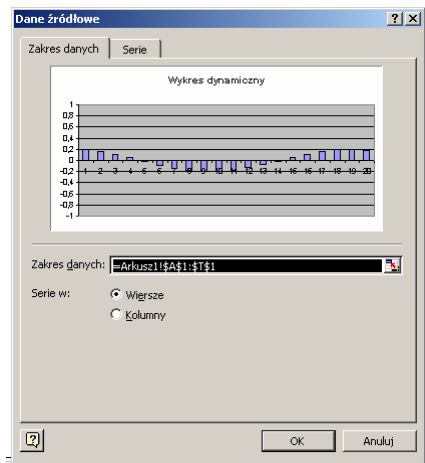 Dane źródłowe
Zakres danych Serie
Wykres dynamiczny
1
0,8
0,6
0,4
0,2
0
-0,2
-0,4
-0,6
-0,8
-1
1 2 3 4 5 6 7 8 9 10 11 12 13 14 15 16 17 18 19 20
Zakres danych: =Arkusz1!$A$1:$T$1
Serie w: Wiersze
Kolumny
OK Anuluj